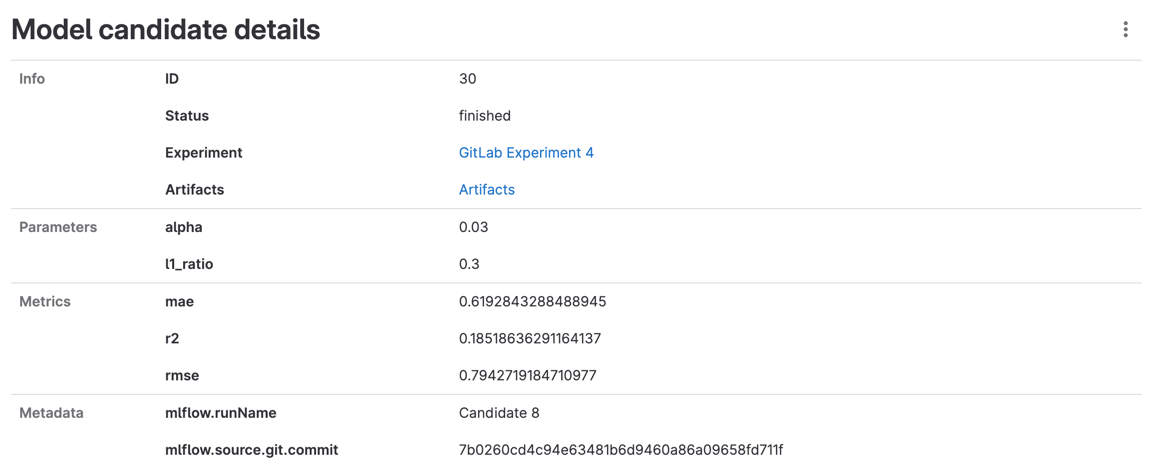 Model candidate details
Info ID 30
Status finished
Experiment GitLab Experiment 4
Artifacts Artifacts
Parameters alpha 0.03
l1_ratio 0.3
Metrics mae 0.6192843288488945
r2 0.18518636291164137
rmse 0.7942719184710977
Metadata mlflow.runName Candidate 8
mlflow.source.git.commit 7b0260cd4c94e63481b6d9460a86a09658fd711f